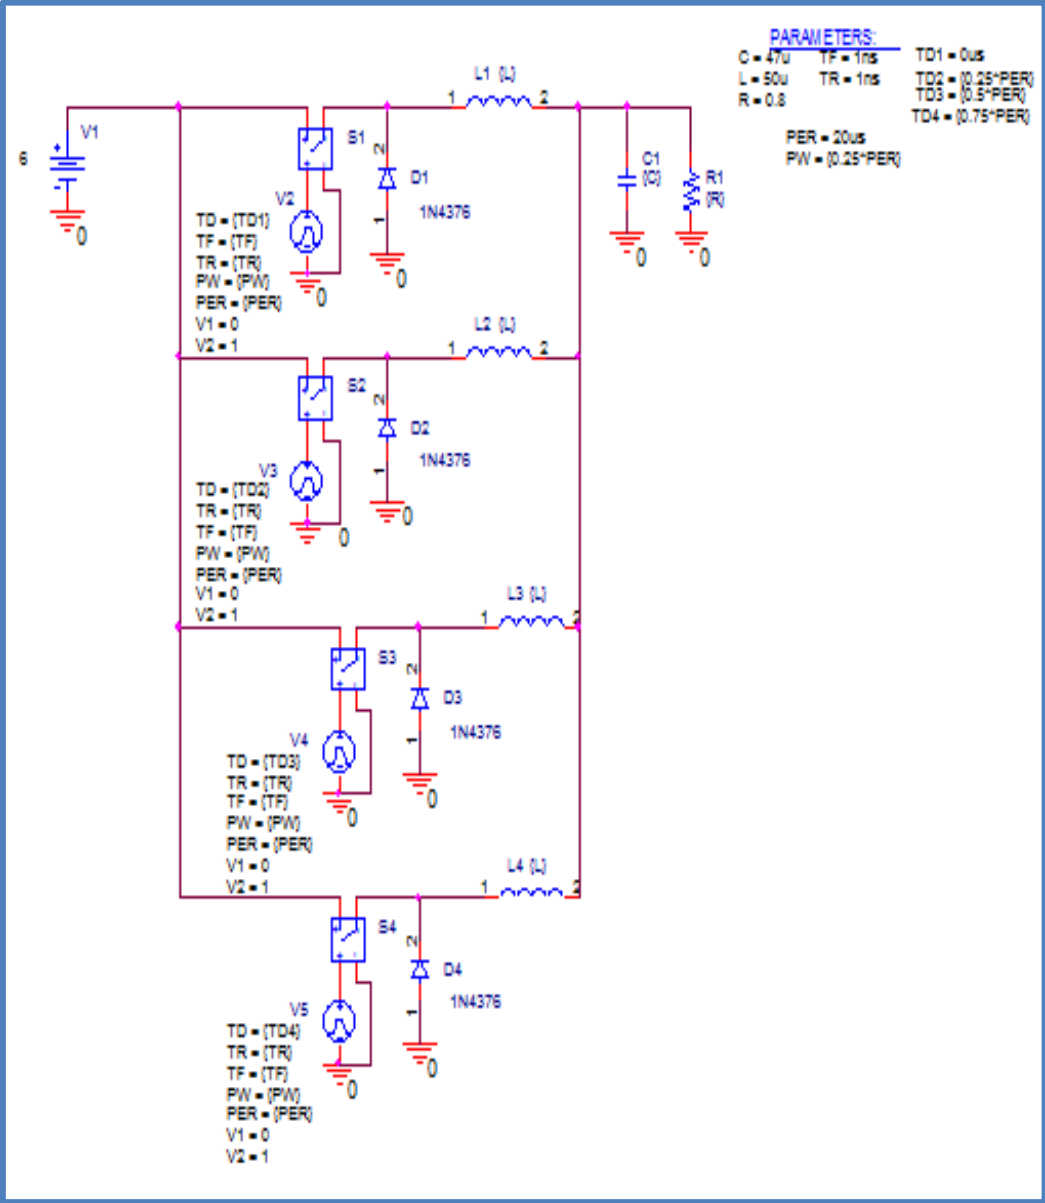 PARAMETERS:
C = 47u TF = 1ns TD1 = 0us
L = 50u TR = 1ns TD2 = {0.25*PER}
R = 0.8 TD3 = {0.5*PER}
TD4 = {0.75*PER}
PER = 20us
PW = {0.25*PER}
L1 {L}
1 2
V1
6
+
-
0
S1
V2
2
D1
1N4376
1
0
C1
{C}
0
R1
{R}
0
TD = {TD1}
TF = {TF}
TR = {TR}
PW = {PW}
PER = {PER}
V1 = 0
V2 = 1
0
L2 {L}
1 2
S2
V3
2
D2
1N4376
1
0
TD = {TD2}
TR = {TR}
TF = {TF}
PW = {PW}
PER = {PER}
V1 = 0
V2 = 1
0
L3 {L}
1 2
S3
V4
2
D3
1N4376
1
0
TD = {TD3}
TR = {TR}
TF = {TF}
PW = {PW}
PER = {PER}
V1 = 0
V2 = 1
0
L4 {L}
1 2
S4
V5
2
D4
1N4376
1
0
TD = {TD4}
TR = {TR}
TF = {TF}
PW = {PW}
PER = {PER}
V1 = 0
V2 = 1
0